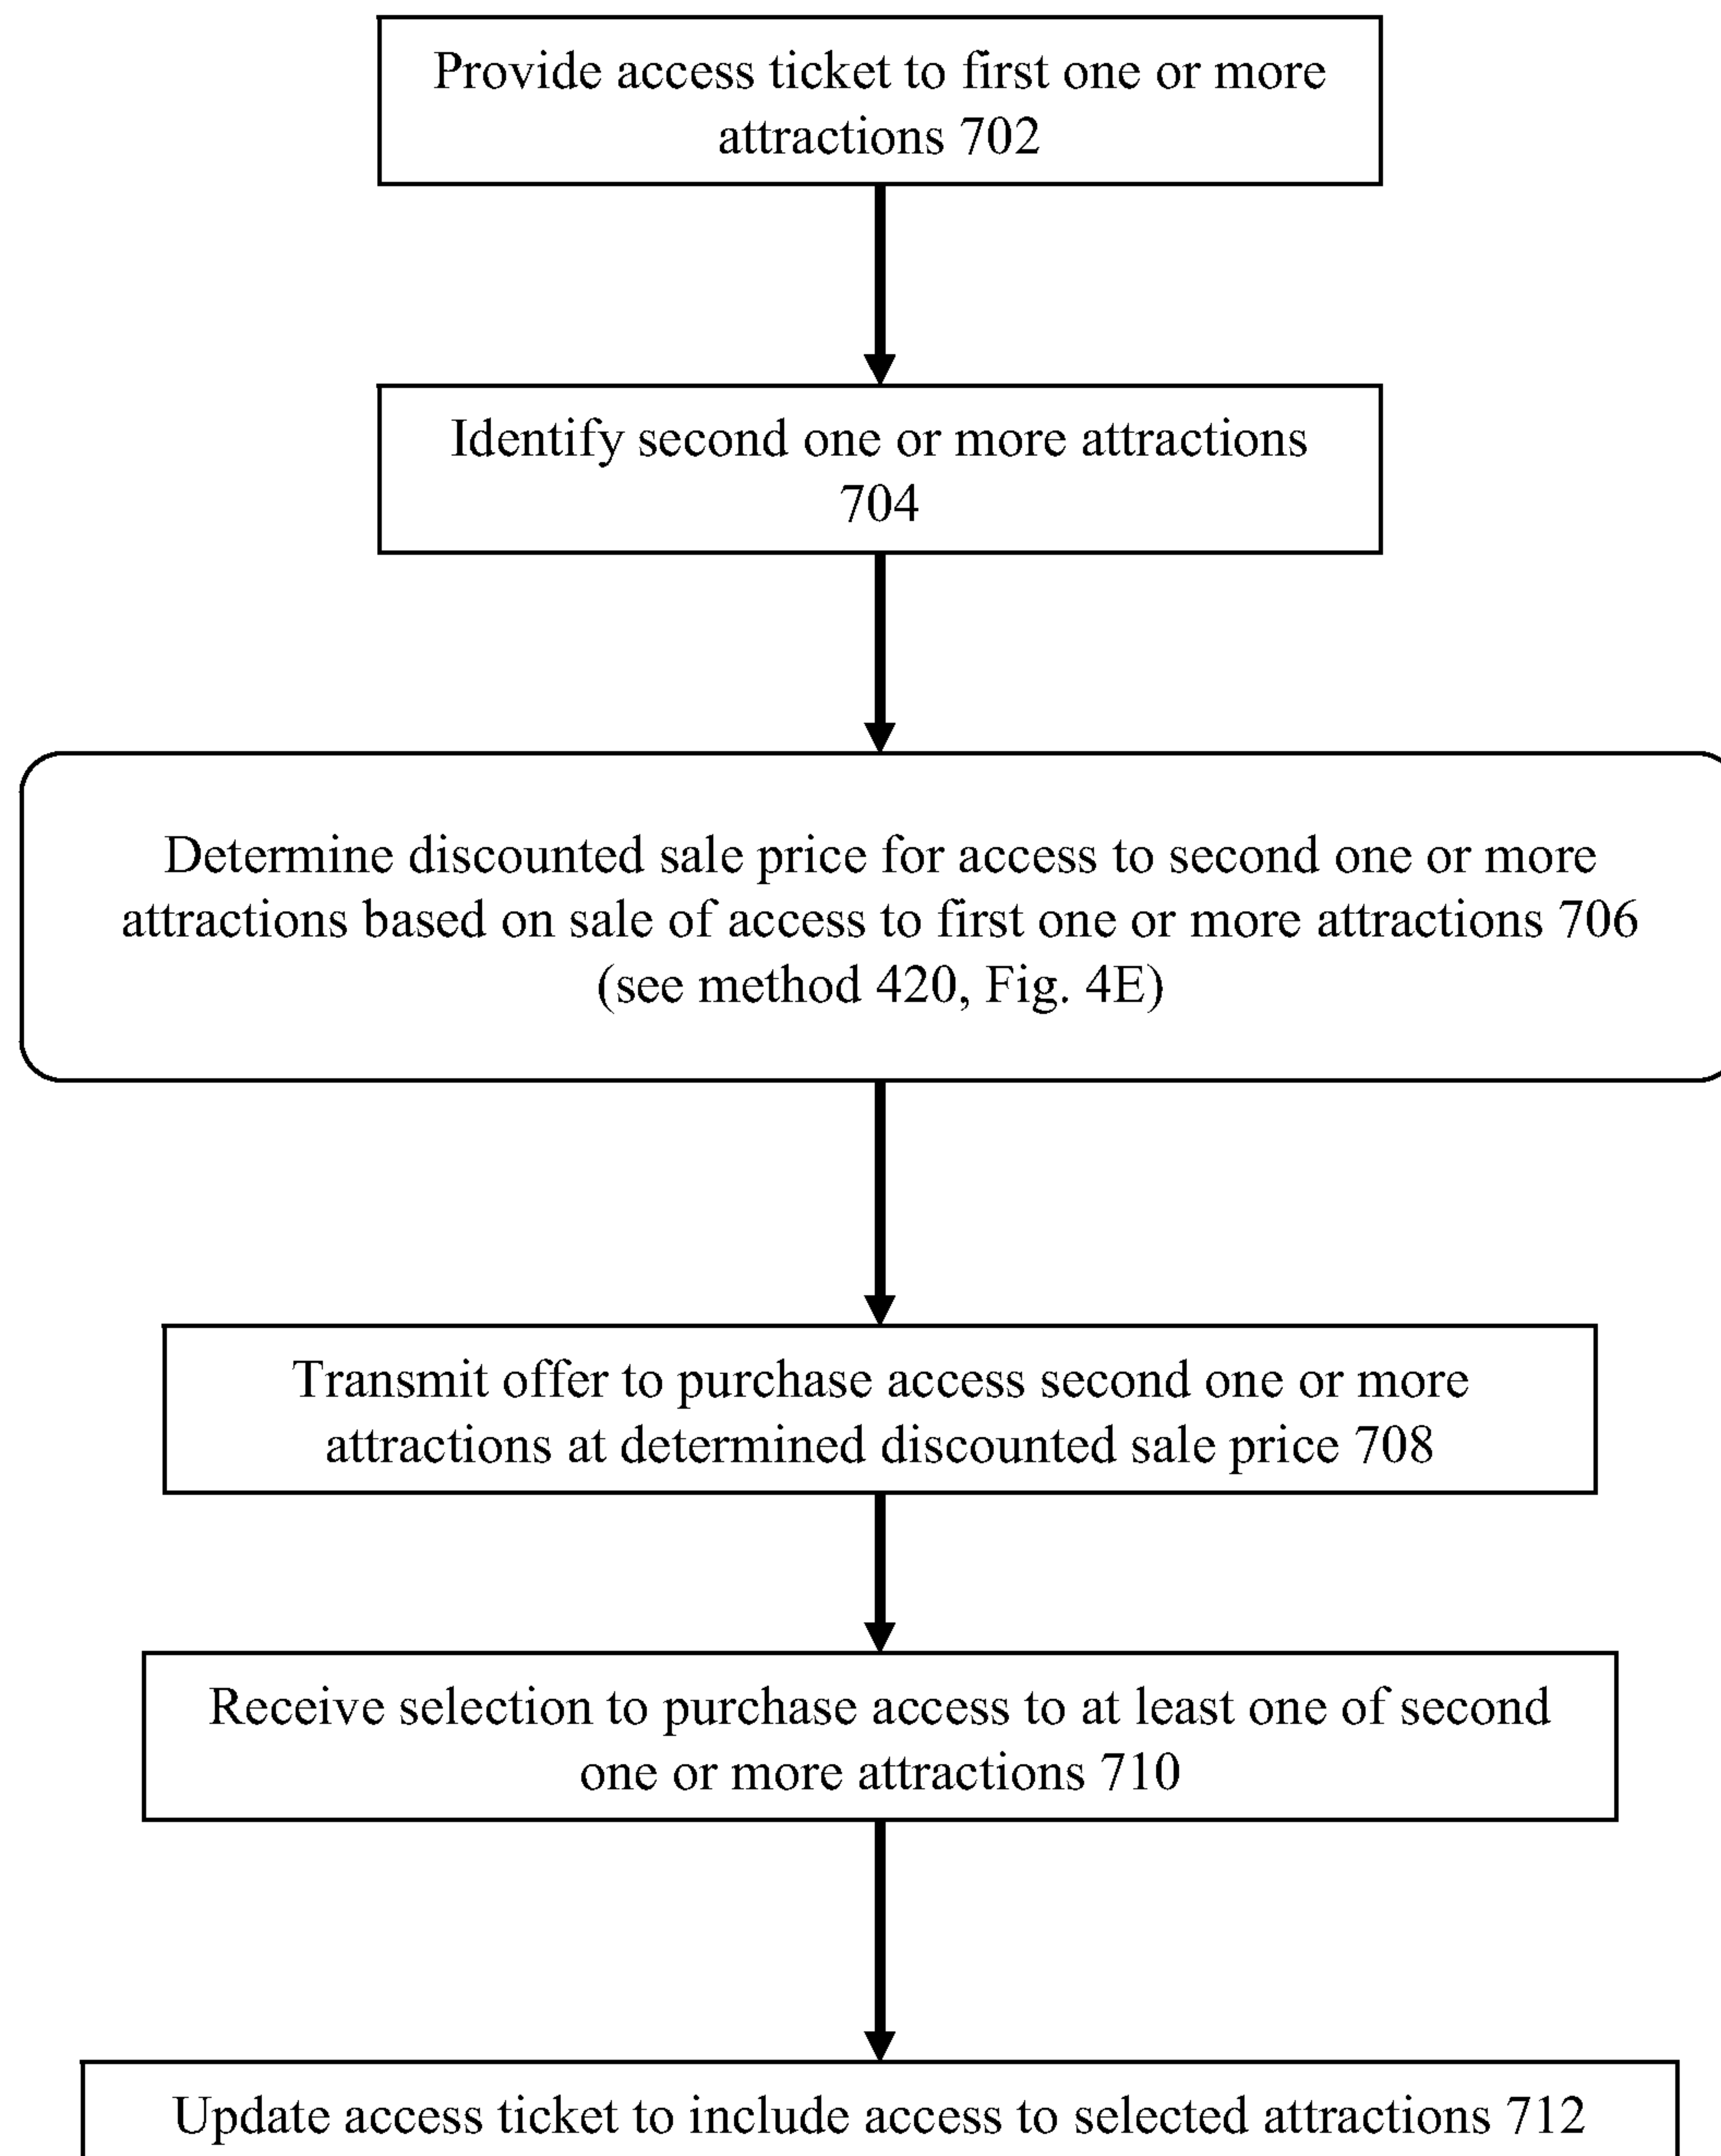 Provide access ticket to first one or more
attractions 702
Identify second one or more attractions
704
Determine discounted sale price for access to second one or more
attractions based on sale of access to first one or more attractions 706
(see method 420, Fig. 4E)
Transmit offer to purchase access second one or more
attractions at determined discounted sale price 708
Receive selection to purchase access to at least one of second
one or more attractions 710
Update access ticket to include access to selected attractions 712